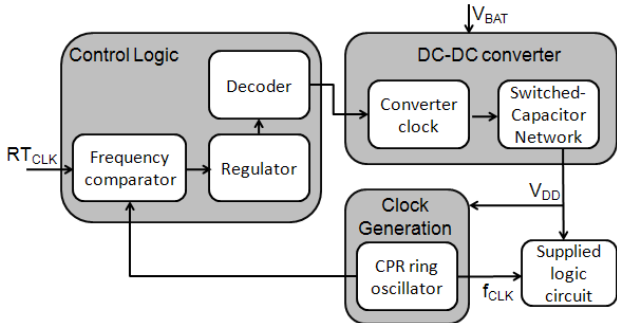 V_BAT
Control Logic
DC-DC converter
Decoder
Converter
clock
Switched-
Capacitor
Network
RT_CLK
Frequency
comparator
Regulator
V_DD
Clock
Generation
CPR ring
oscillator
f_CLK
Supplied
logic
circuit